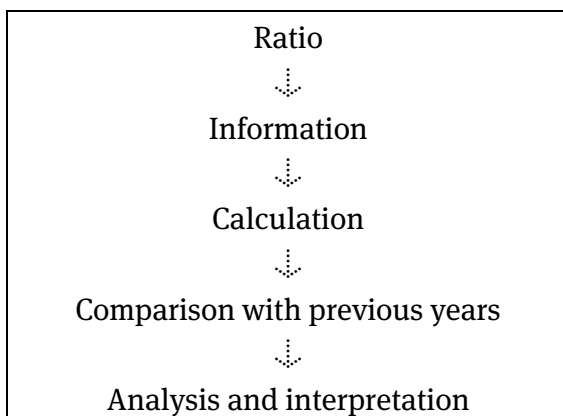 Ratio
Information
Calculation
Comparison with previous years
Analysis and interpretation